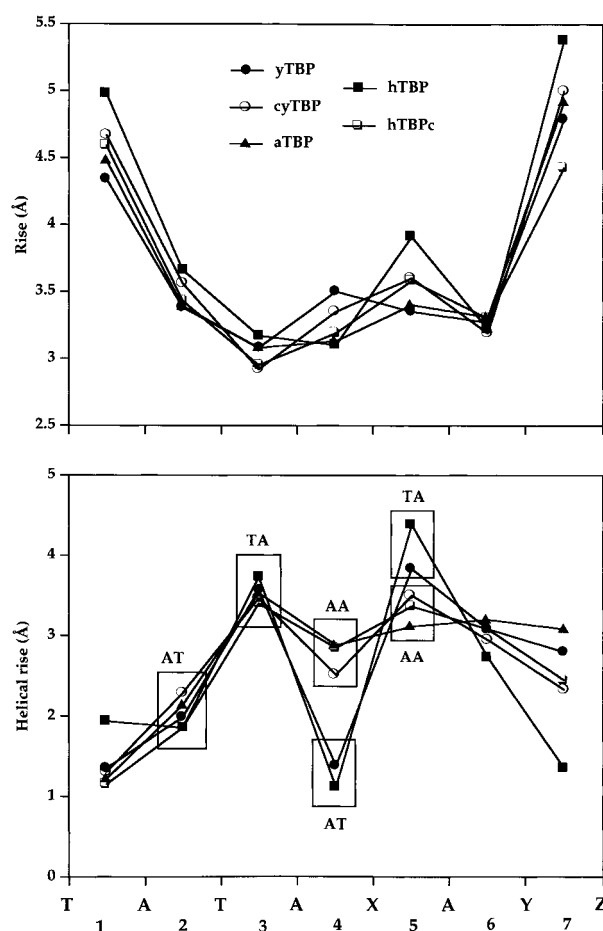 5.5
5
4.5
4
3.5
3
2.5
Rise (Å)
yTBP
cyTBP
aTBP
hTBP
hTBPc
5
4
3
2
1
0
Helical rise (Å)
AT
TA
AA
AT
TA
AA
T A T A X A Y Z
1 2 3 4 5 6 7